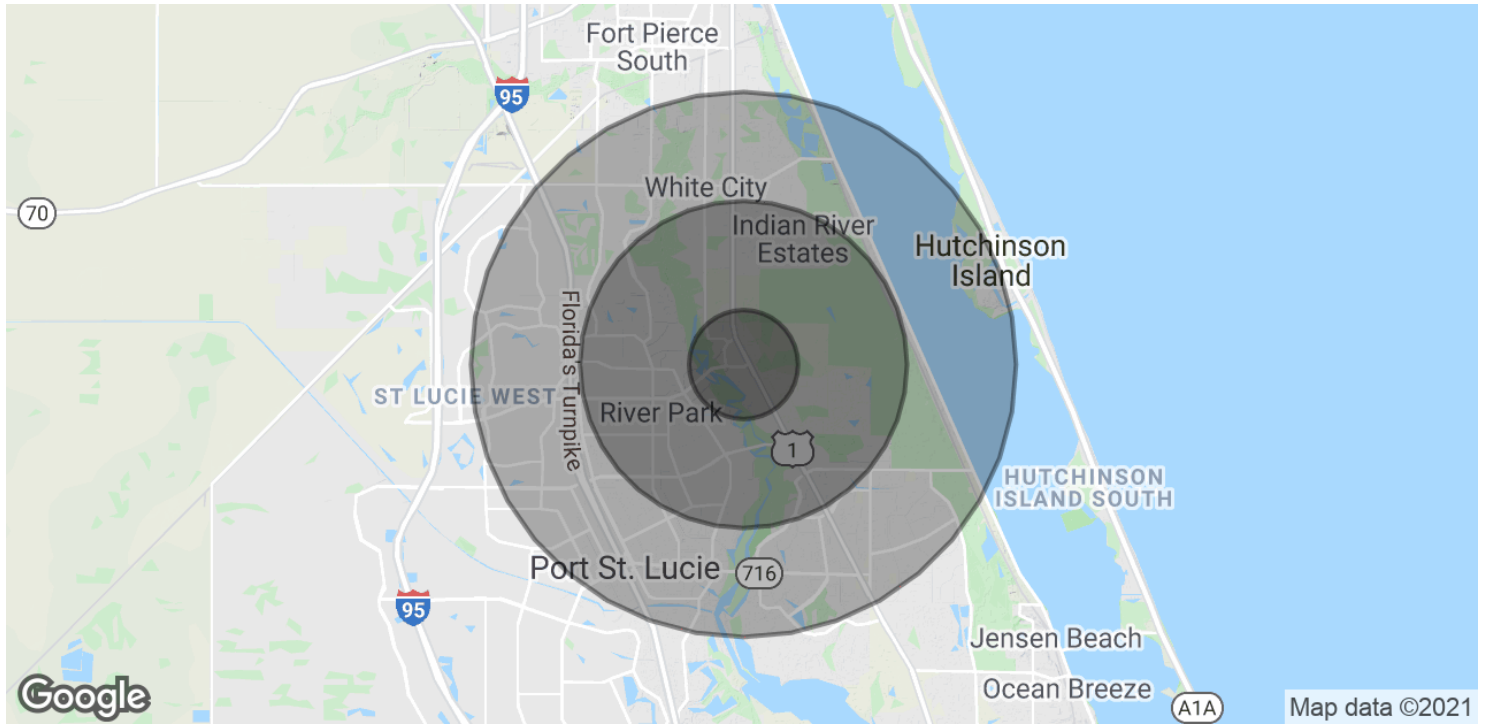 Fort Pierce
South
95
White City
70
Indian River
Estates
Hutchinson
Island
Florida's Turnpike
ST LUCIE WEST
River Park
1
HUTCHINSON
ISLAND SOUTH
Port St. Lucie
716
95
Jensen Beach
Ocean Breeze
A1A
Google
Map data ©2021